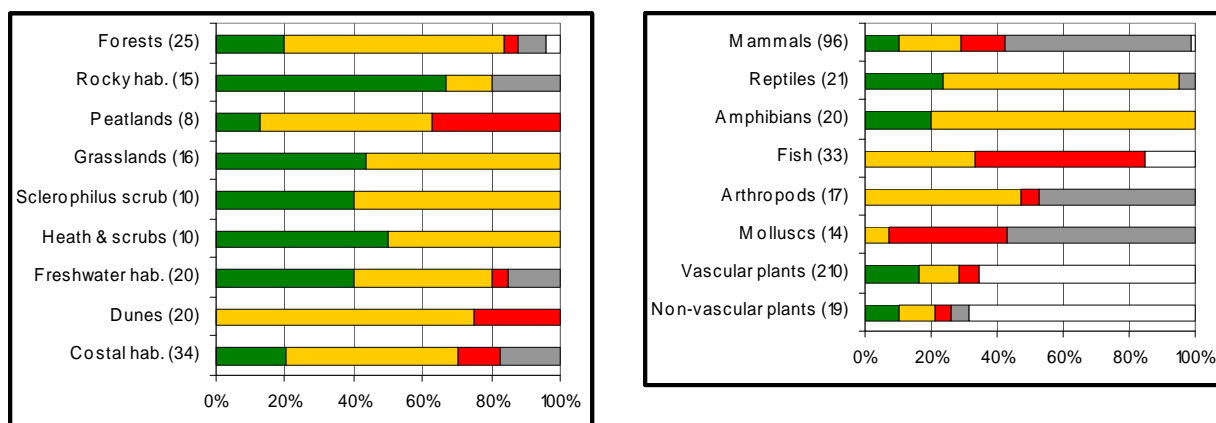 Forests (25)
Rocky hab. (15)
Peatlands (8)
Grasslands (16)
Sclerophilus scrub (10)
Heath & scrubs (10)
Freshwater hab. (20)
Dunes (20)
Costal hab. (34)
0% 20% 40% 60% 80% 100%
Mammals (96)
Reptiles (21)
Amphibians (20)
Fish (33)
Arthropods (17)
Molluscs (14)
Vascular plants (210)
Non-vascular plants (19)
0% 20% 40% 60% 80% 100%